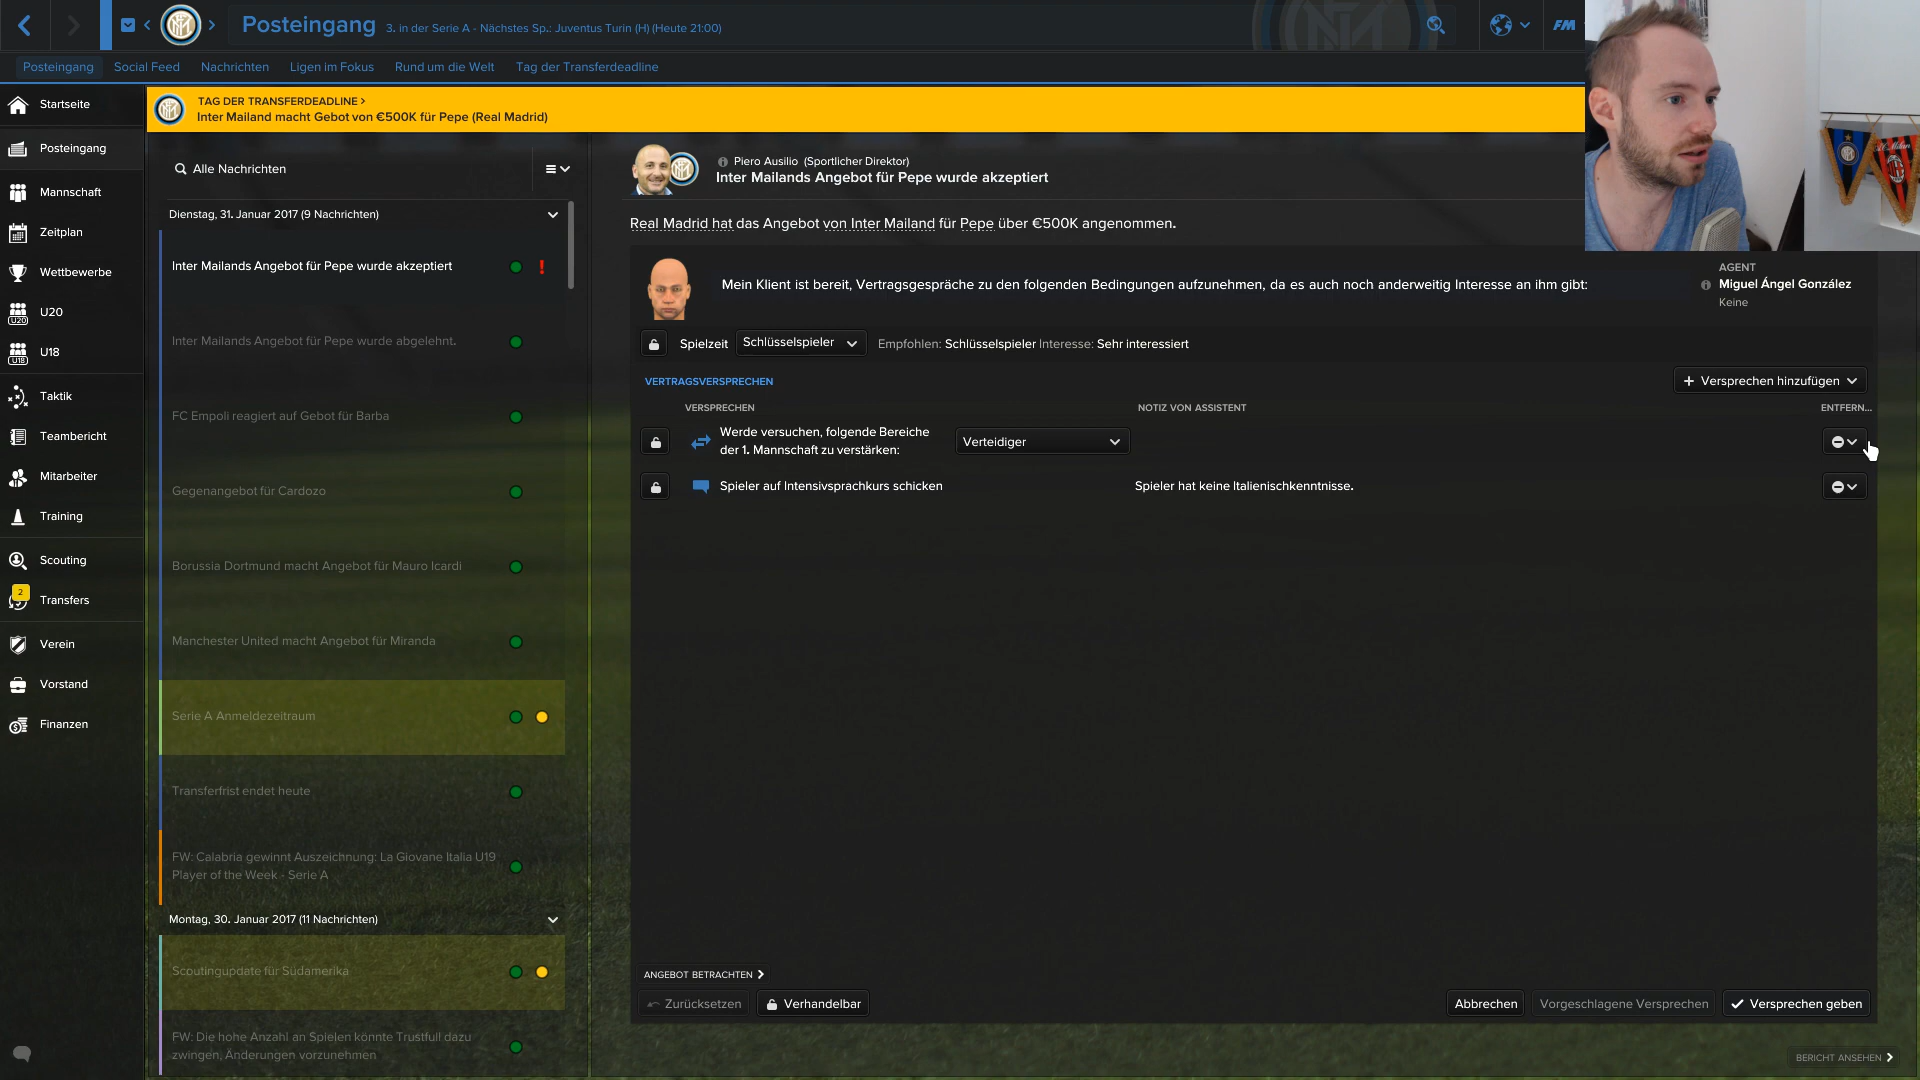 Posteingang
3. in der Serie A - Nächstes Sp.: Juventus Turin (H) (Heute 21:00)
FM
Posteingang
Social Feed
Nachrichten
Ligen im Fokus
Rund um die Welt
Tag der Transferdeadline
TAG DER TRANSFERDEADLINE >
Inter Mailand macht Gebot von €500K für Pepe (Real Madrid)
Startseite
Posteingang
Mannschaft
Zeitplan
Wettbewerbe
U20
U20
U18
U18
Taktik
Teambericht
Mitarbeiter
Training
Scouting
2
Transfers
Verein
Vorstand
Finanzen
Alle Nachrichten
Dienstag, 31. Januar 2017 (9 Nachrichten)
Inter Mailands Angebot für Pepe wurde akzeptiert
!
Inter Mailands Angebot für Pepe wurde abgelehnt.
FC Empoli reagiert auf Gebot für Barba
Gegenangebot für Cardozo
Borussia Dortmund macht Angebot für Mauro Icardi
Manchester United macht Angebot für Miranda
Serie A Anmeldezeitraum
Transferfrist endet heute
FW: Calabria gewinnt Auszeichnung: La Giovane Italia U19
Player of the Week - Serie A
Montag, 30. Januar 2017 (11 Nachrichten)
Scoutingupdate für Südamerika
FW: Die hohe Anzahl an Spielen könnte Trustfull dazu
zwingen, Änderungen vorzunehmen
Piero Ausilio (Sportlicher Direktor)
Inter Mailands Angebot für Pepe wurde akzeptiert
Real Madrid hat das Angebot von Inter Mailand für Pepe über €500K angenommen.
Mein Klient ist bereit, Vertragsgespräche zu den folgenden Bedingungen aufzunehmen, da es auch noch anderweitig Interesse an ihm gibt:
AGENT
Miguel Ángel González
Keine
Spielzeit
Schlüsselspieler
Empfohlen: Schlüsselspieler Interesse: Sehr interessiert
VERTRAGSVERSPRECHEN
+ Versprechen hinzufügen
VERSPRECHEN
NOTIZ VON ASSISTENT
ENTFERN...
Werde versuchen, folgende Bereiche
der 1. Mannschaft zu verstärken:
Verteidiger
Spieler auf Intensivsprachkurs schicken
Spieler hat keine Italienischkenntnisse.
ANGEBOT BETRACHTEN >
Zurücksetzen
Verhandelbar
Abbrechen
Vorgeschlagene Versprechen
Versprechen geben
BERICHT ANSEHEN >